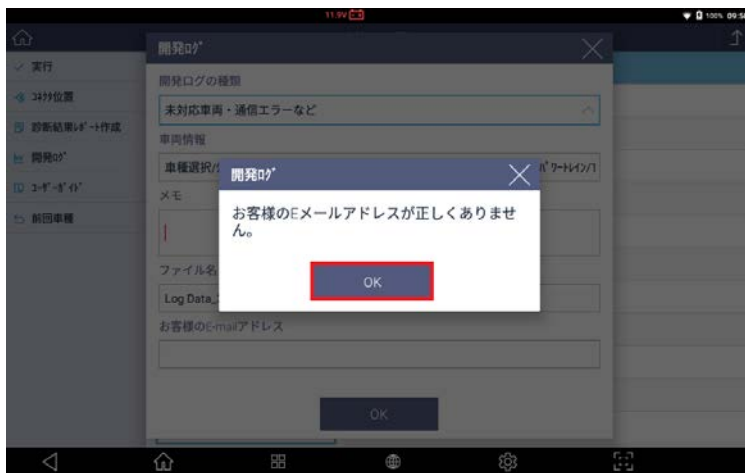 11.9V
100% 09:5
実行
ｺﾈｸﾀ位置
診断結果ﾚﾎﾟｰﾄ作成
開発ﾛｸﾞ
ﾕｰｻﾞｰｶﾞｲﾄﾞ
前回車種
開発ﾛｸﾞ
開発ログの種類
未対応車両・通信エラーなど
車両情報
車種選択/
ﾊﾟﾜｰﾄﾚｲﾝ/1
メモ
開発ﾛｸﾞ
お客様のEメールアドレスが正しくありませ
ん。
OK
ファイル名
Log Data_
お客様のE-mailアドレス
OK